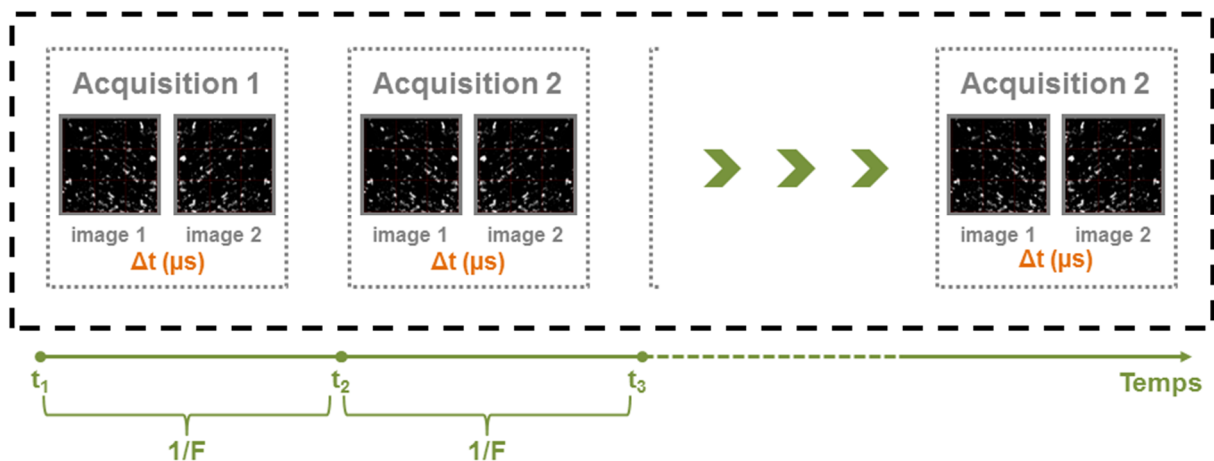 Acquisition 1
image 1 image 2
Δt (µs)
Acquisition 2
image 1 image 2
Δt (µs)
Acquisition 2
image 1 image 2
Δt (µs)
t₁ t₂ t₃ Temps
1/F 1/F